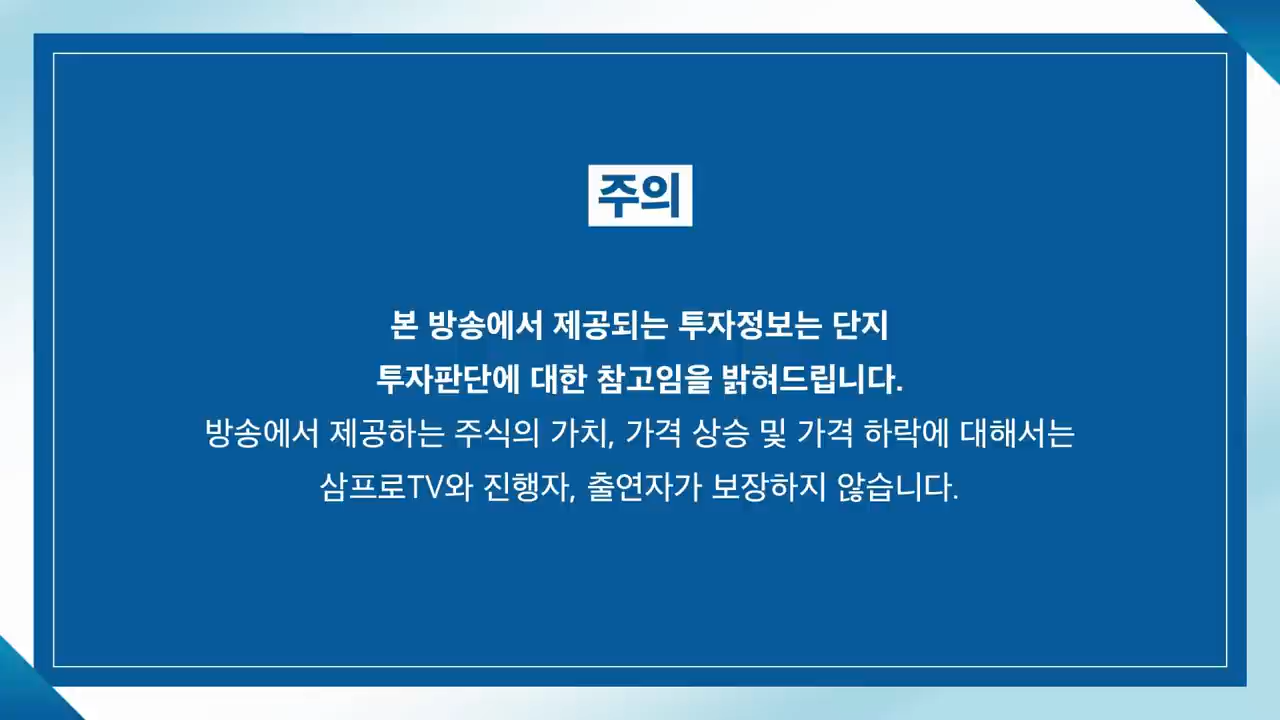 주의
본 방송에서 제공되는 투자정보는 단지
투자판단에 대한 참고임을 밝혀드립니다.
방송에서 제공하는 주식의 가치, 가격 상승 및 가격 하락에 대해서는
삼프로TV와 진행자, 출연자가 보장하지 않습니다.